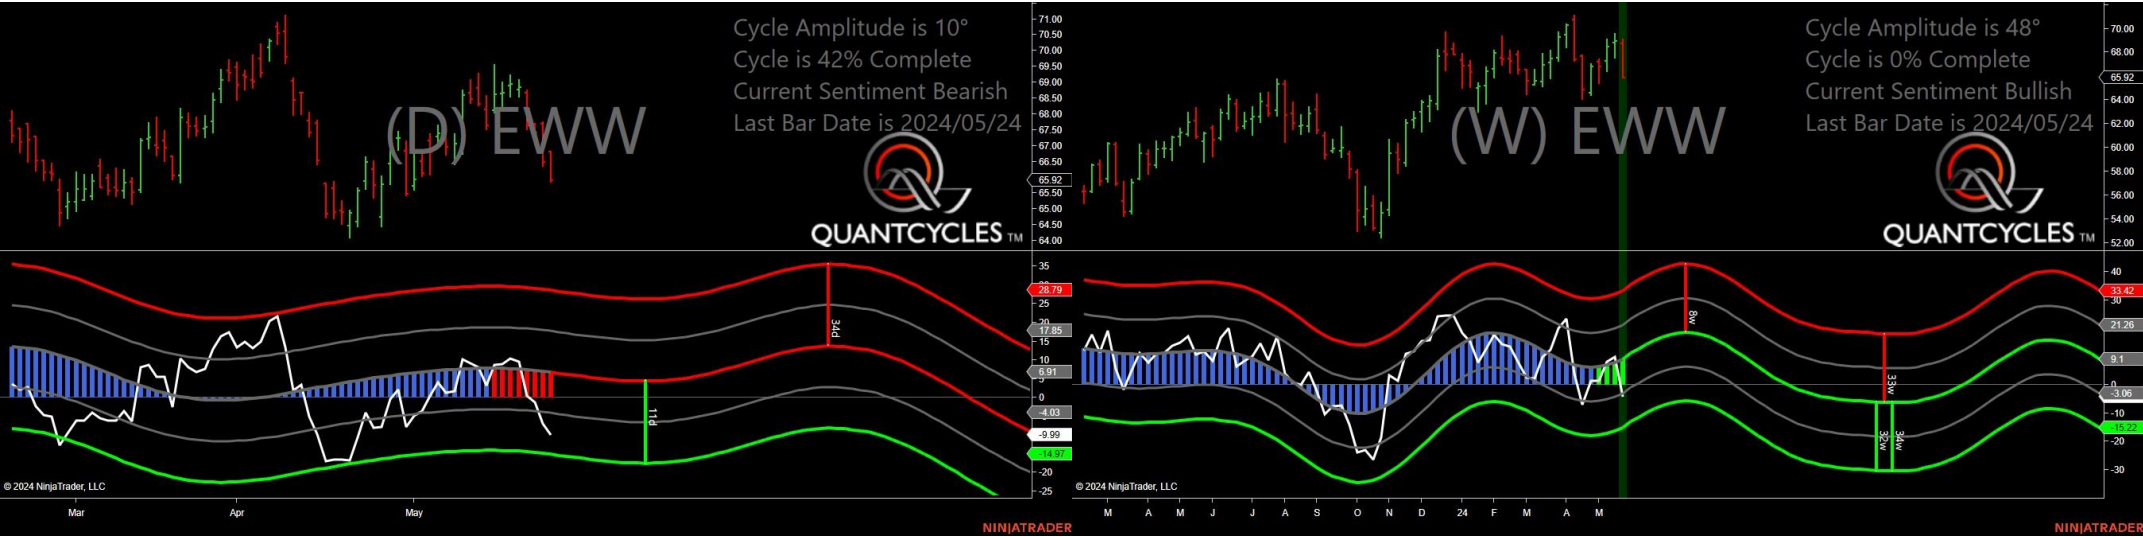 Cycle Amplitude is 10°
Cycle is 42% Complete
Current Sentiment Bearish
Last Bar Date is 2024/05/24
(D) EWW
QUANTCYCLES TM
71.00
70.50
70.00
69.50
69.00
68.50
68.00
67.50
67.00
66.50
65.92
65.50
65.00
64.50
64.00
35
28.79
25
20
17.85
15
10
6.91
5
0
-4.03
-9.99
-14.97
-20
-25
34d
11d
© 2024 NinjaTrader, LLC
Mar
Apr
May
NINJATRADER
Cycle Amplitude is 48°
Cycle is 0% Complete
Current Sentiment Bullish
Last Bar Date is 2024/05/24
(W) EWW
QUANTCYCLES TM
70.00
68.00
65.92
64.00
62.00
60.00
58.00
56.00
54.00
52.00
40
33.42
30
21.26
9.1
0
-3.06
-10
-15.22
-20
-30
8w
33w
32w
34w
© 2024 NinjaTrader, LLC
M A M J J A S O N D 24 F M A M
NINJATRADER